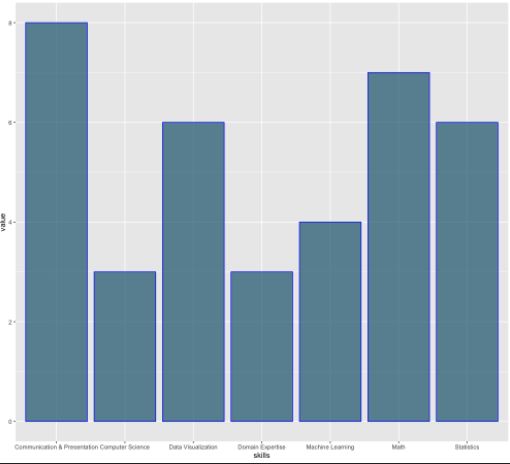 8
6
value
4
2
0
Communication & Presentation Computer Science Data Visualization Domain Expertise Machine Learning Math Statistics
skills